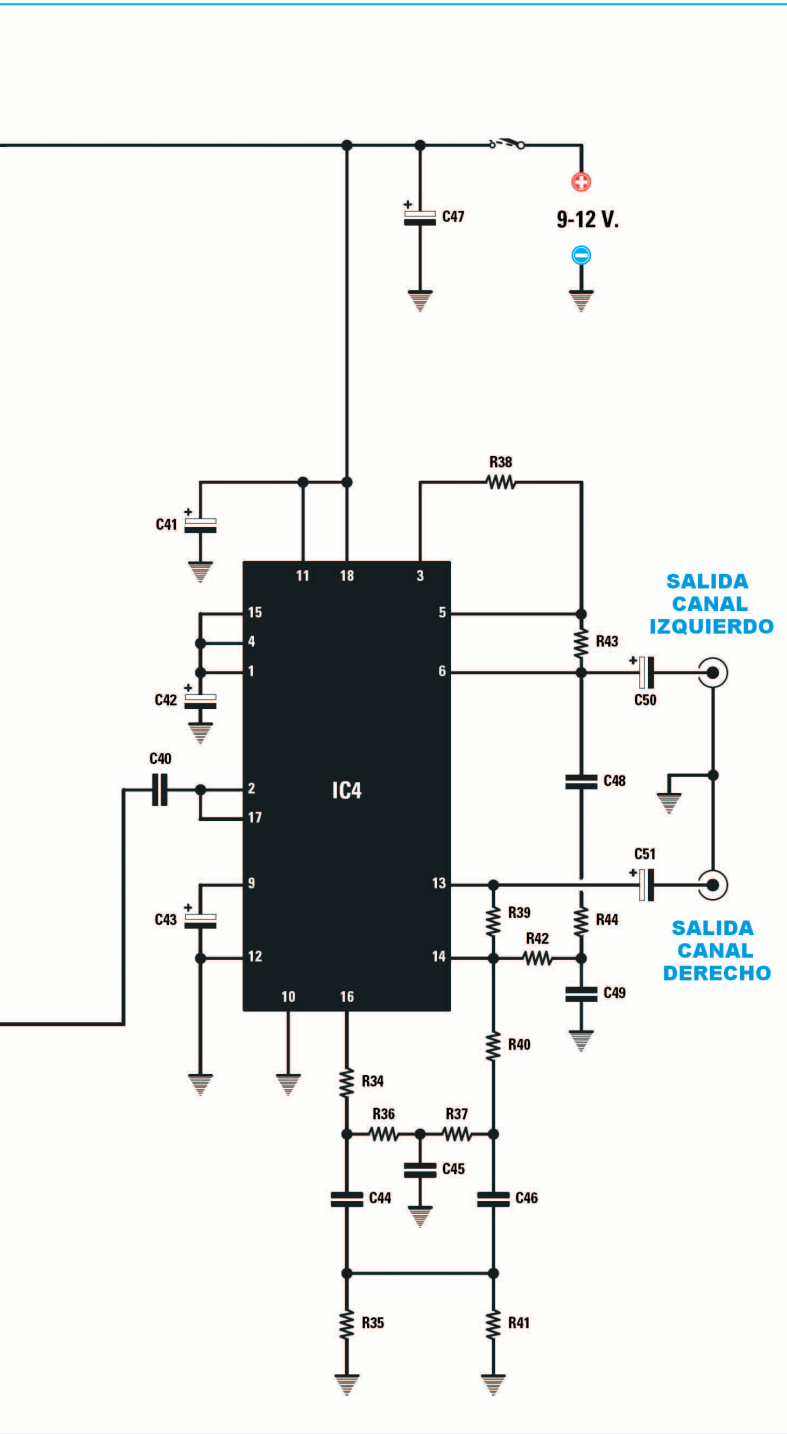 C47
9-12 V.
R38
C41
11
18
3
SALIDA
CANAL
IZQUIERDO
15
5
4
R43
1
6
C42
C50
C40
2
IC4
C48
17
C51
9
13
C43
R39
R44
R42
12
14
SALIDA
CANAL
DERECHO
10
16
C49
R40
R34
R36
R37
C45
C44
C46
R35
R41